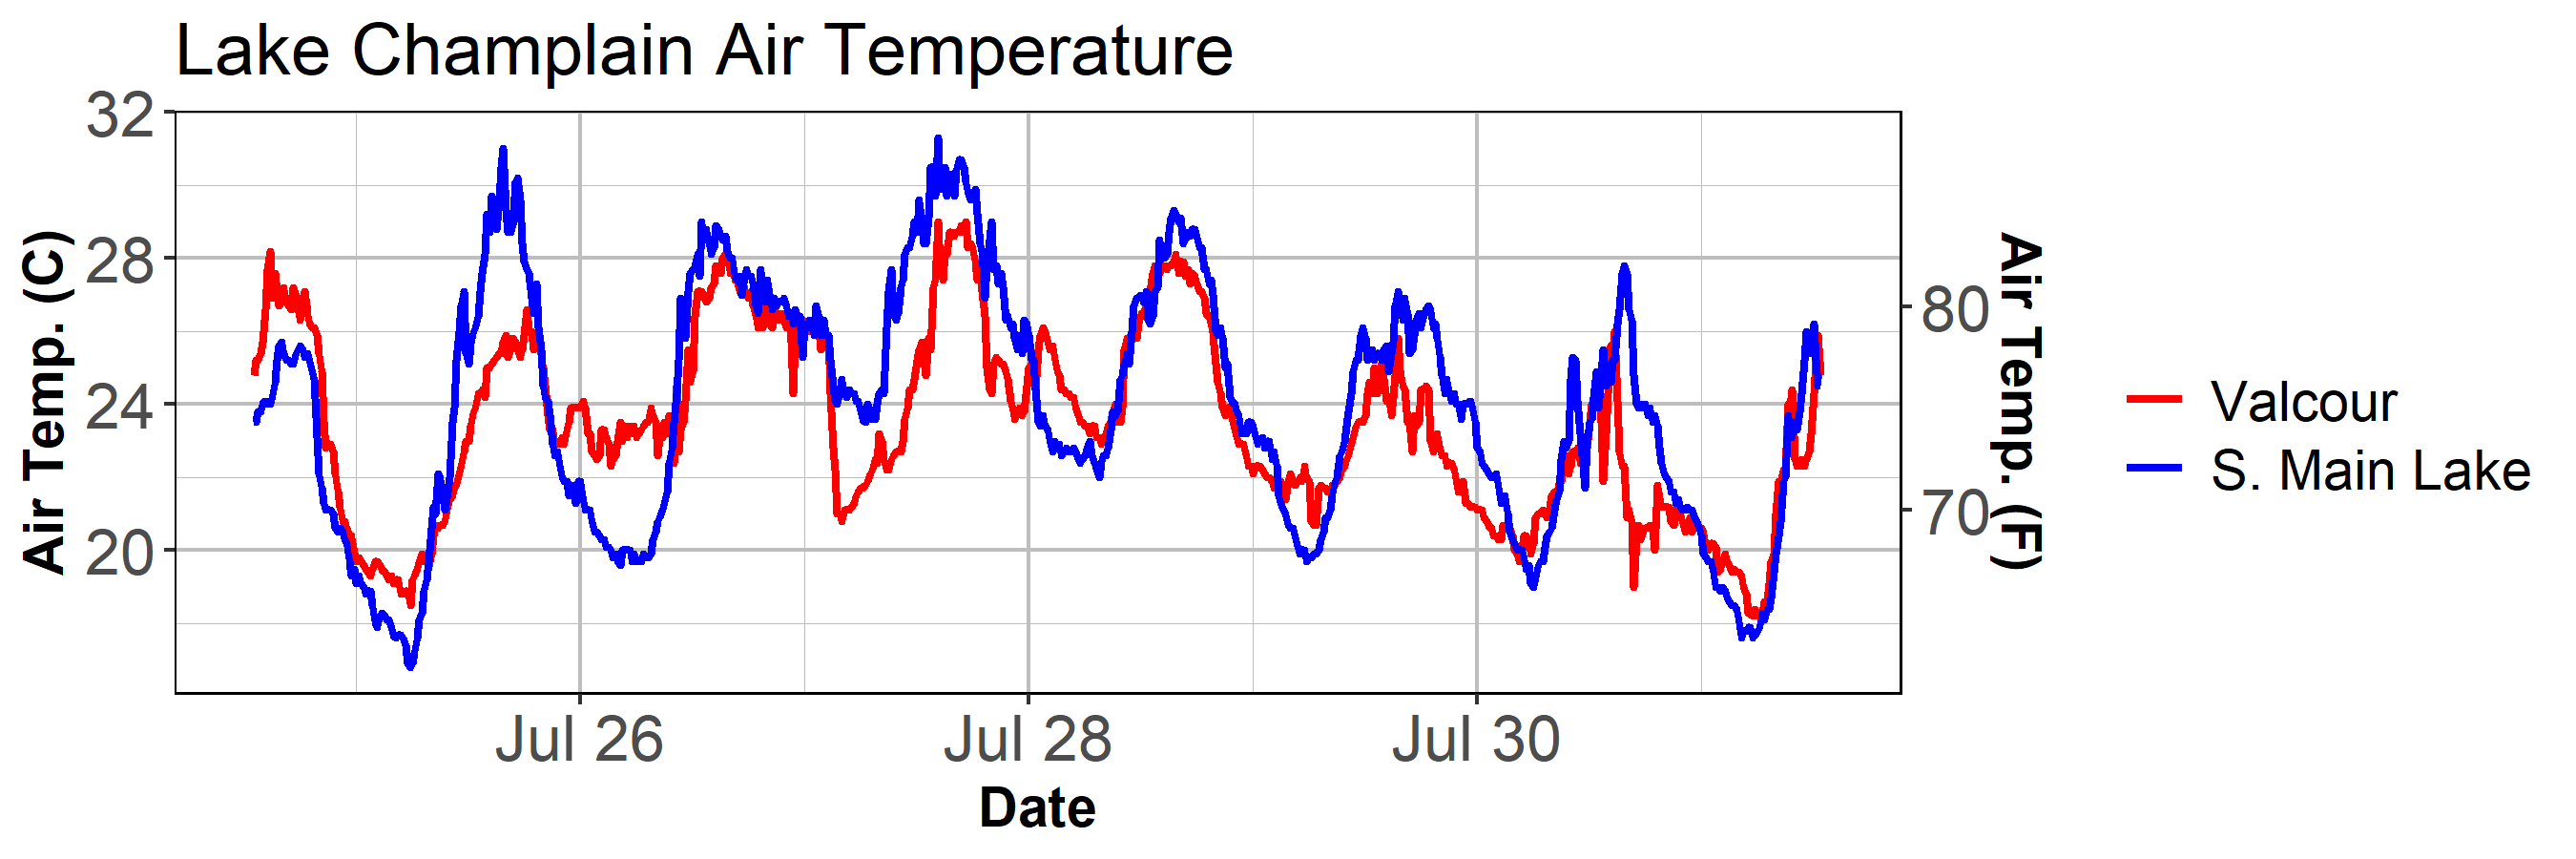 Lake Champlain Air Temperature
32
28
24
20
Air Temp. (C)
80
70
Air Temp. (F)
Jul 26
Jul 28
Jul 30
Date
Valcour
S. Main Lake